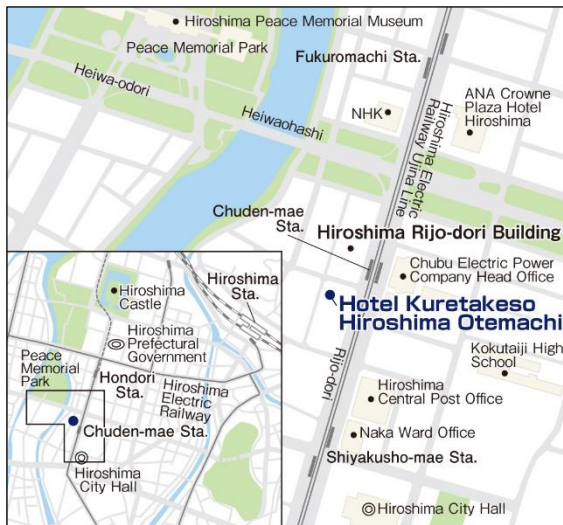 Hiroshima Peace Memorial Museum
Peace Memorial Park
Fukuromachi Sta.
Heiwa-odori
Heiwaohashi
NHK
ANA Crowne
Plaza Hotel
Hiroshima
Hiroshima Electric
Railway Ujina Line
Chuden-mae
Sta.
Hiroshima Rijo-dori Building
Chubu Electric Power
Company Head Office
Hotel Kuretakeso
Hiroshima Otemachi
Rijo-dori
Kokutaiji High
School
Hiroshima
Central Post Office
Naka Ward Office
Shiyakusho-mae Sta.
Hiroshima City Hall
Hiroshima
Sta.
Hiroshima
Castle
Hiroshima
Prefectural
Government
Peace
Memorial
Park
Hondori
Sta.
Hiroshima
Electric
Railway
Chuden-mae Sta.
Hiroshima
City Hall